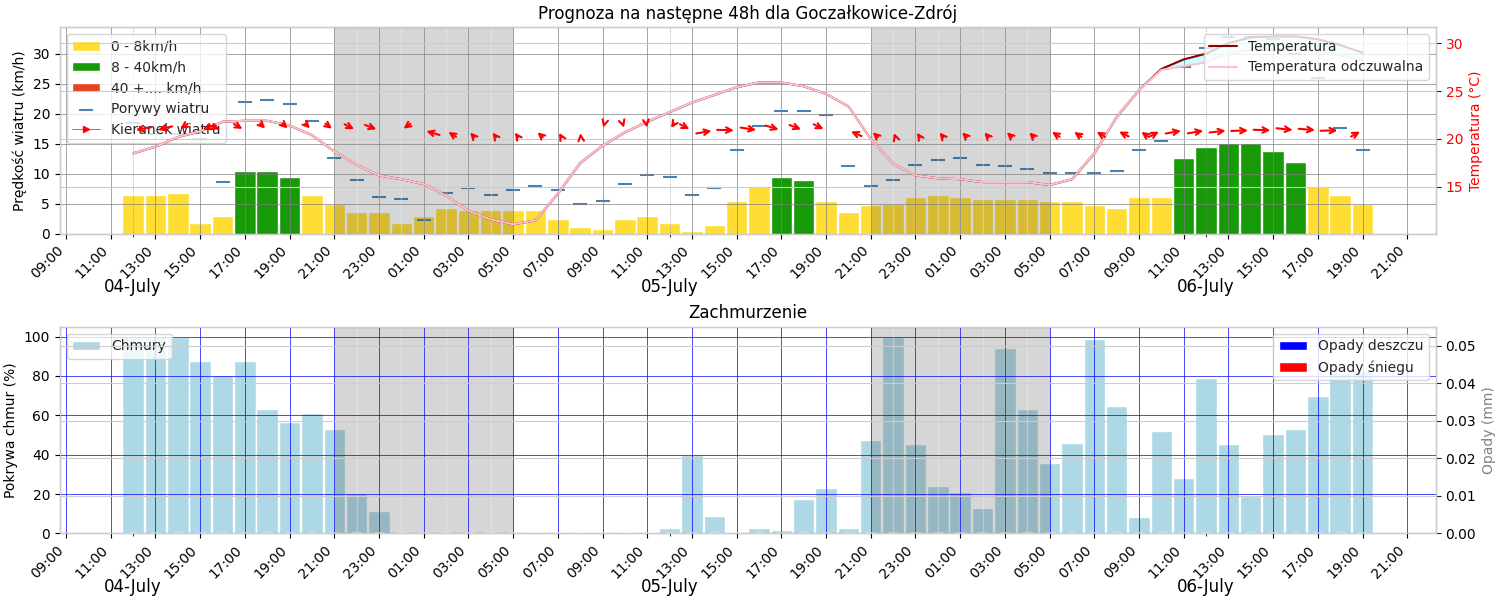 Prognoza na następne 48h dla Goczałkowice-Zdrój
0 - 8km/h
8 - 40km/h
40 +.... km/h
Porywy wiatru
Kierunek wiatru
Temperatura
Temperatura odczuwalna
Prędkość wiatru (km/h)
30
25
20
15
10
5
0
Temperatura (°C)
30
25
20
15
09:00 11:00 13:00 15:00 17:00 19:00 21:00 23:00 01:00 03:00 05:00 07:00 09:00 11:00 13:00 15:00 17:00 19:00 21:00 23:00 01:00 03:00 05:00 07:00 09:00 11:00 13:00 15:00 17:00 19:00 21:00
04-July 05-July 06-July
Zachmurzenie
Chmury
Opady deszczu
Opady śniegu
Pokrywa chmur (%)
100
80
60
40
20
0
Opady (mm)
0.05
0.04
0.03
0.02
0.01
0.00
09:00 11:00 13:00 15:00 17:00 19:00 21:00 23:00 01:00 03:00 05:00 07:00 09:00 11:00 13:00 15:00 17:00 19:00 21:00 23:00 01:00 03:00 05:00 07:00 09:00 11:00 13:00 15:00 17:00 19:00 21:00
04-July 05-July 06-July